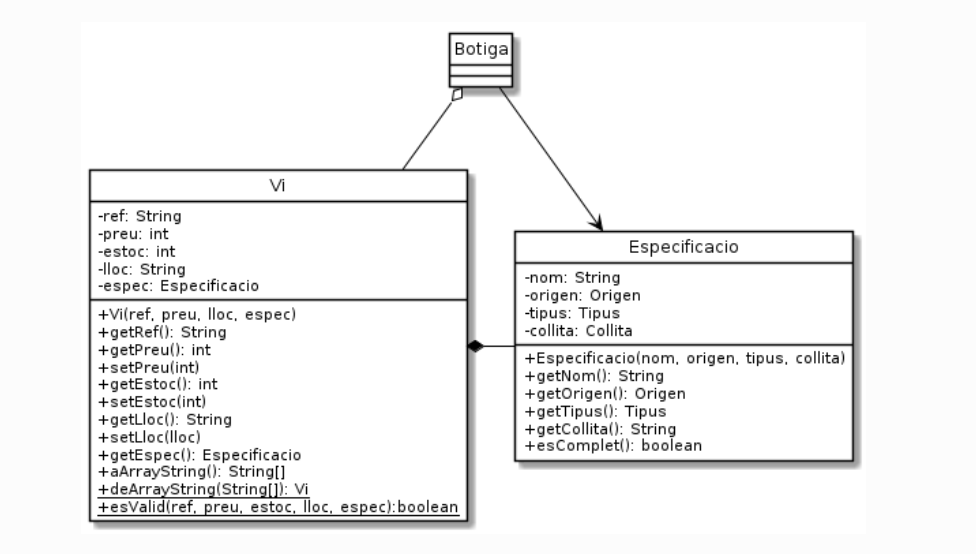 Botiga
Vi
-ref: String
-preu: int
-estoc: int
-lloc: String
-espec: Especificacio
+Vi(ref, preu, lloc, espec)
+getRef(): String
+getPreu(): int
+setPreu(int)
+getEstoc(): int
+setEstoc(int)
+getLloc(): String
+setLloc(lloc)
+getEspec(): Especificacio
+aArrayString(): String[]
+deArrayString(String[]): Vi
+esValid(ref, preu, estoc, lloc, espec):boolean
Especificacio
-nom: String
-origen: Origen
-tipus: Tipus
-collita: Collita
+Especificacio(nom, origen, tipus, collita)
+getNom(): String
+getOrigen(): Origen
+getTipus(): Tipus
+getCollita(): String
+esComplet(): boolean